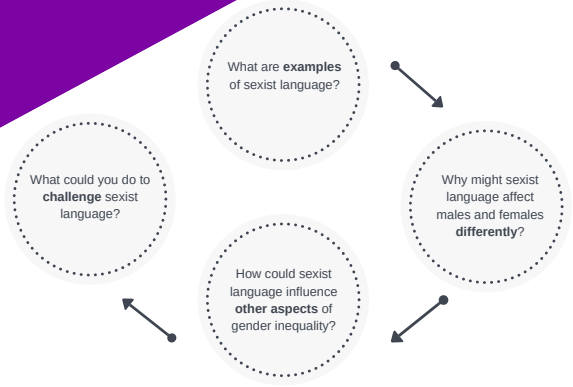 What are examples
of sexist language?
Why might sexist
language affect
males and females
differently?
How could sexist
language influence
other aspects of
gender inequality?
What could you do to
challenge sexist
language?